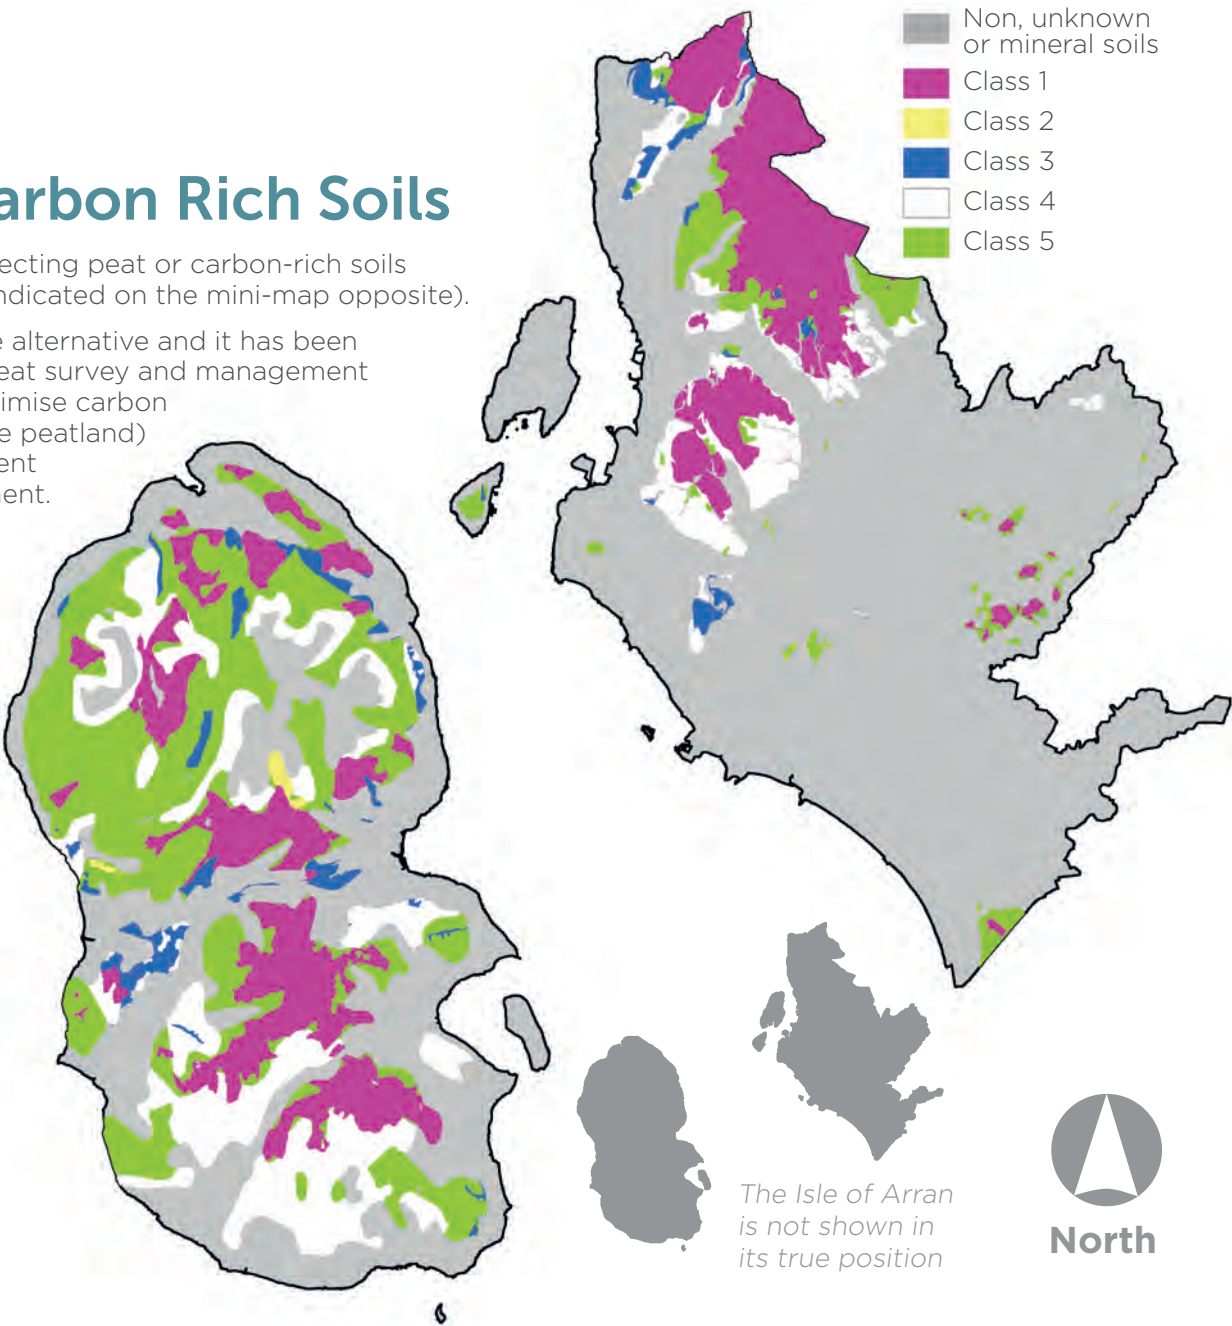 Non, unknown
or mineral soils
Class 1
Class 2
Class 3
Class 4
Class 5
arbon Rich Soils
ecting peat or carbon-rich soils
ndicated on the mini-map opposite).
e alternative and it has been
eat survey and management
imise carbon
e peatland)
ent
ment.
The Isle of Arran
is not shown in
its true position
North